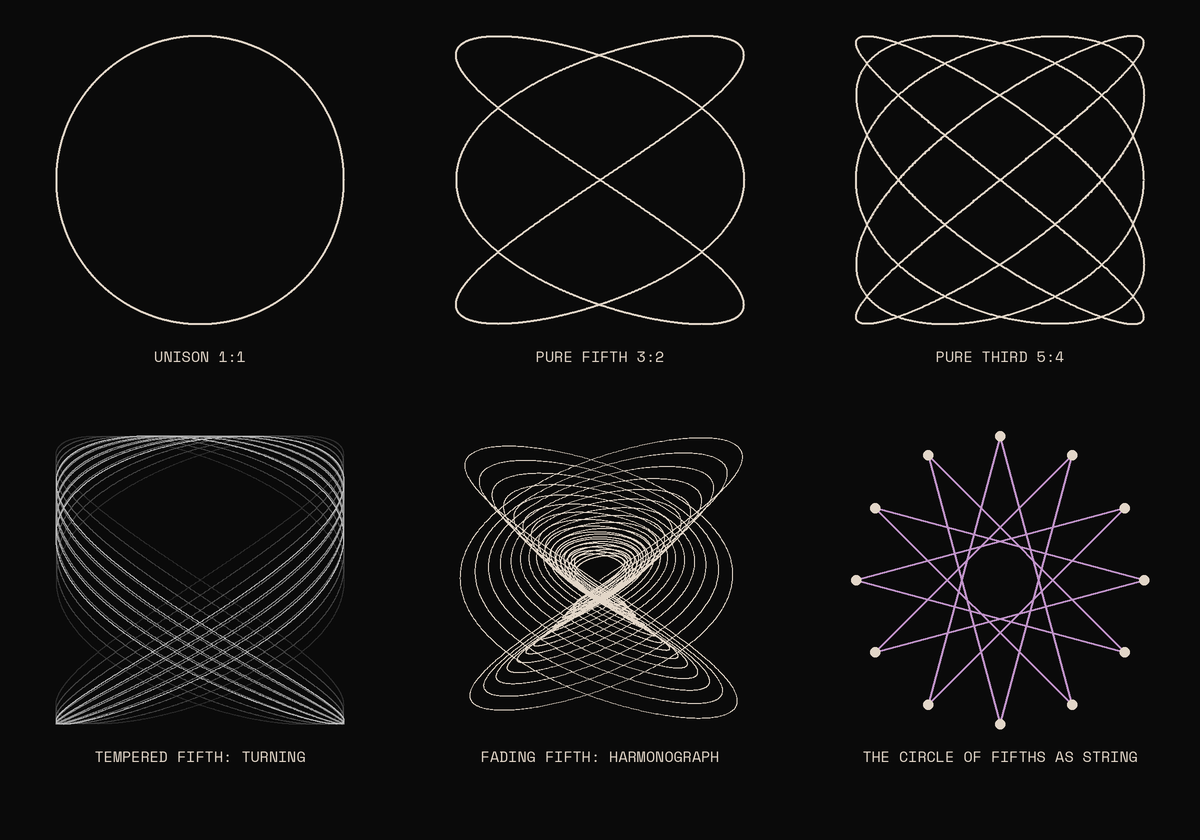 UNISON 1:1
PURE FIFTH 3:2
PURE THIRD 5:4
TEMPERED FIFTH: TURNING
FADING FIFTH: HARMONOGRAPH
THE CIRCLE OF FIFTHS AS STRING